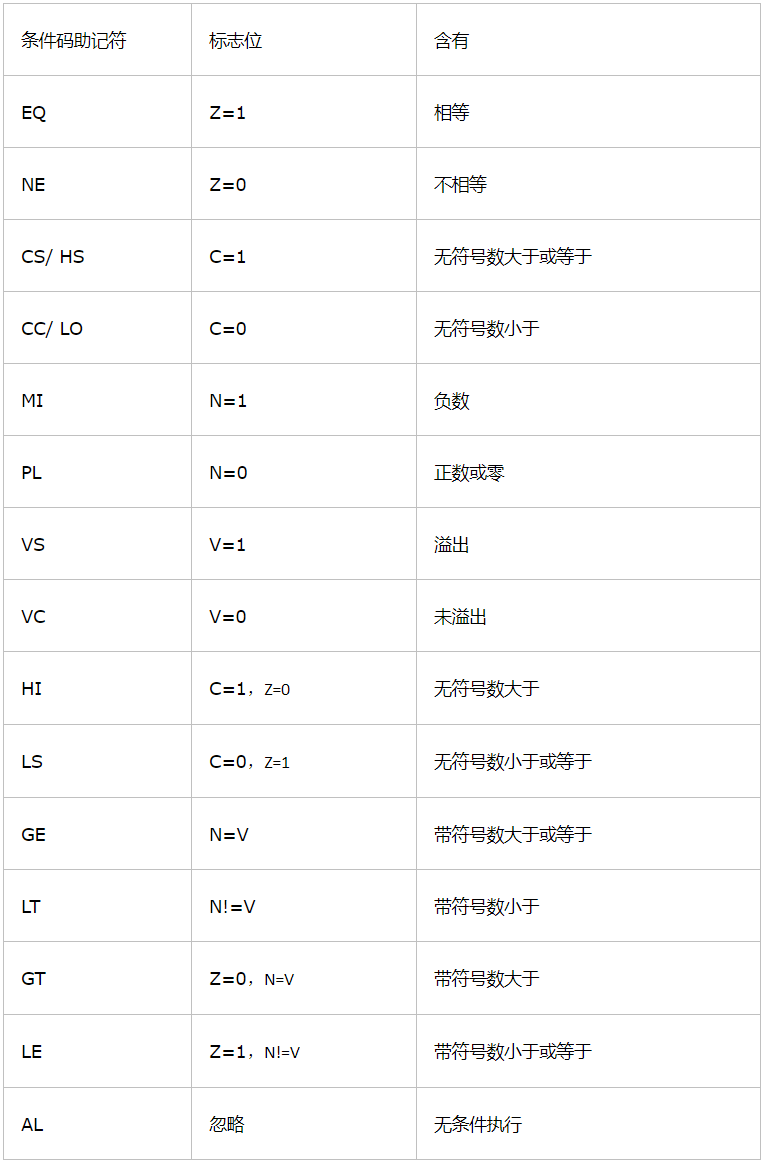 条件码助记符 标志位 含有
EQ Z=1 相等
NE Z=0 不相等
CS/ HS C=1 无符号数大于或等于
CC/ LO C=0 无符号数小于
MI N=1 负数
PL N=0 正数或零
VS V=1 溢出
VC V=0 未溢出
HI C=1，Z=0 无符号数大于
LS C=0，Z=1 无符号数小于或等于
GE N=V 带符号数大于或等于
LT N!=V 带符号数小于
GT Z=0，N=V 带符号数大于
LE Z=1，N!=V 带符号数小于或等于
AL 忽略 无条件执行